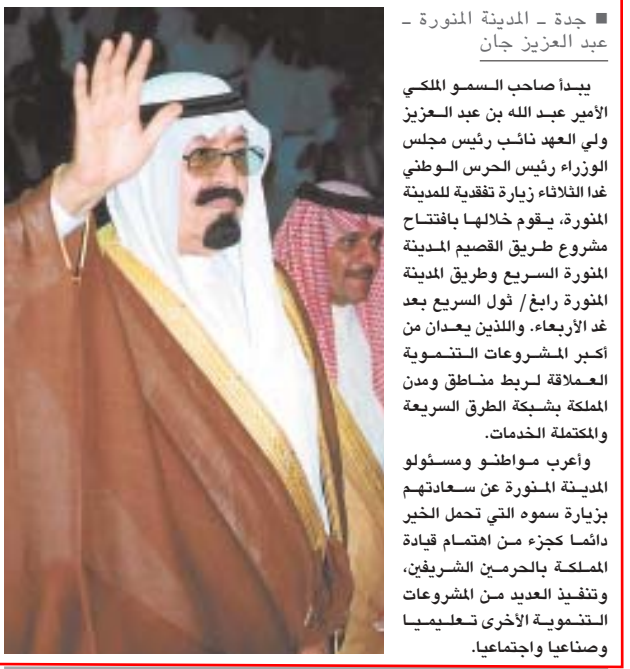 ■ جدة ـ المدينة المنورة ـ
عبد العزيز جان
يبدأ صاحب السمو الملكي
الأمير عبد الله بن عبد العزيز
ولي العهد نائب رئيس مجلس
الوزراء رئيس الحرس الوطني
غدا الثلاثاء زيارة تفقدية للمدينة
المنورة، يقوم خلالها بافتتاح
مشروع طريق القصيم المدينة
المنورة السريع وطريق المدينة
المنورة رابغ/ ثول السريع بعد
غد الأربعاء. واللذين يعدان من
أكبر المشروعات التنموية
العملاقة لربط مناطق ومدن
المملكة بشبكة الطرق السريعة
والمكتملة الخدمات.
وأعرب مواطنو ومسئولو
المدينة المنورة عن سعادتهم
بزيارة سموه التي تحمل الخير
دائما كجزء من اهتمام قيادة
المملكة بالحرمين الشريفين،
وتنفيذ العديد من المشروعات
التنموية الأخرى تعليميا
وصناعيا واجتماعيا.